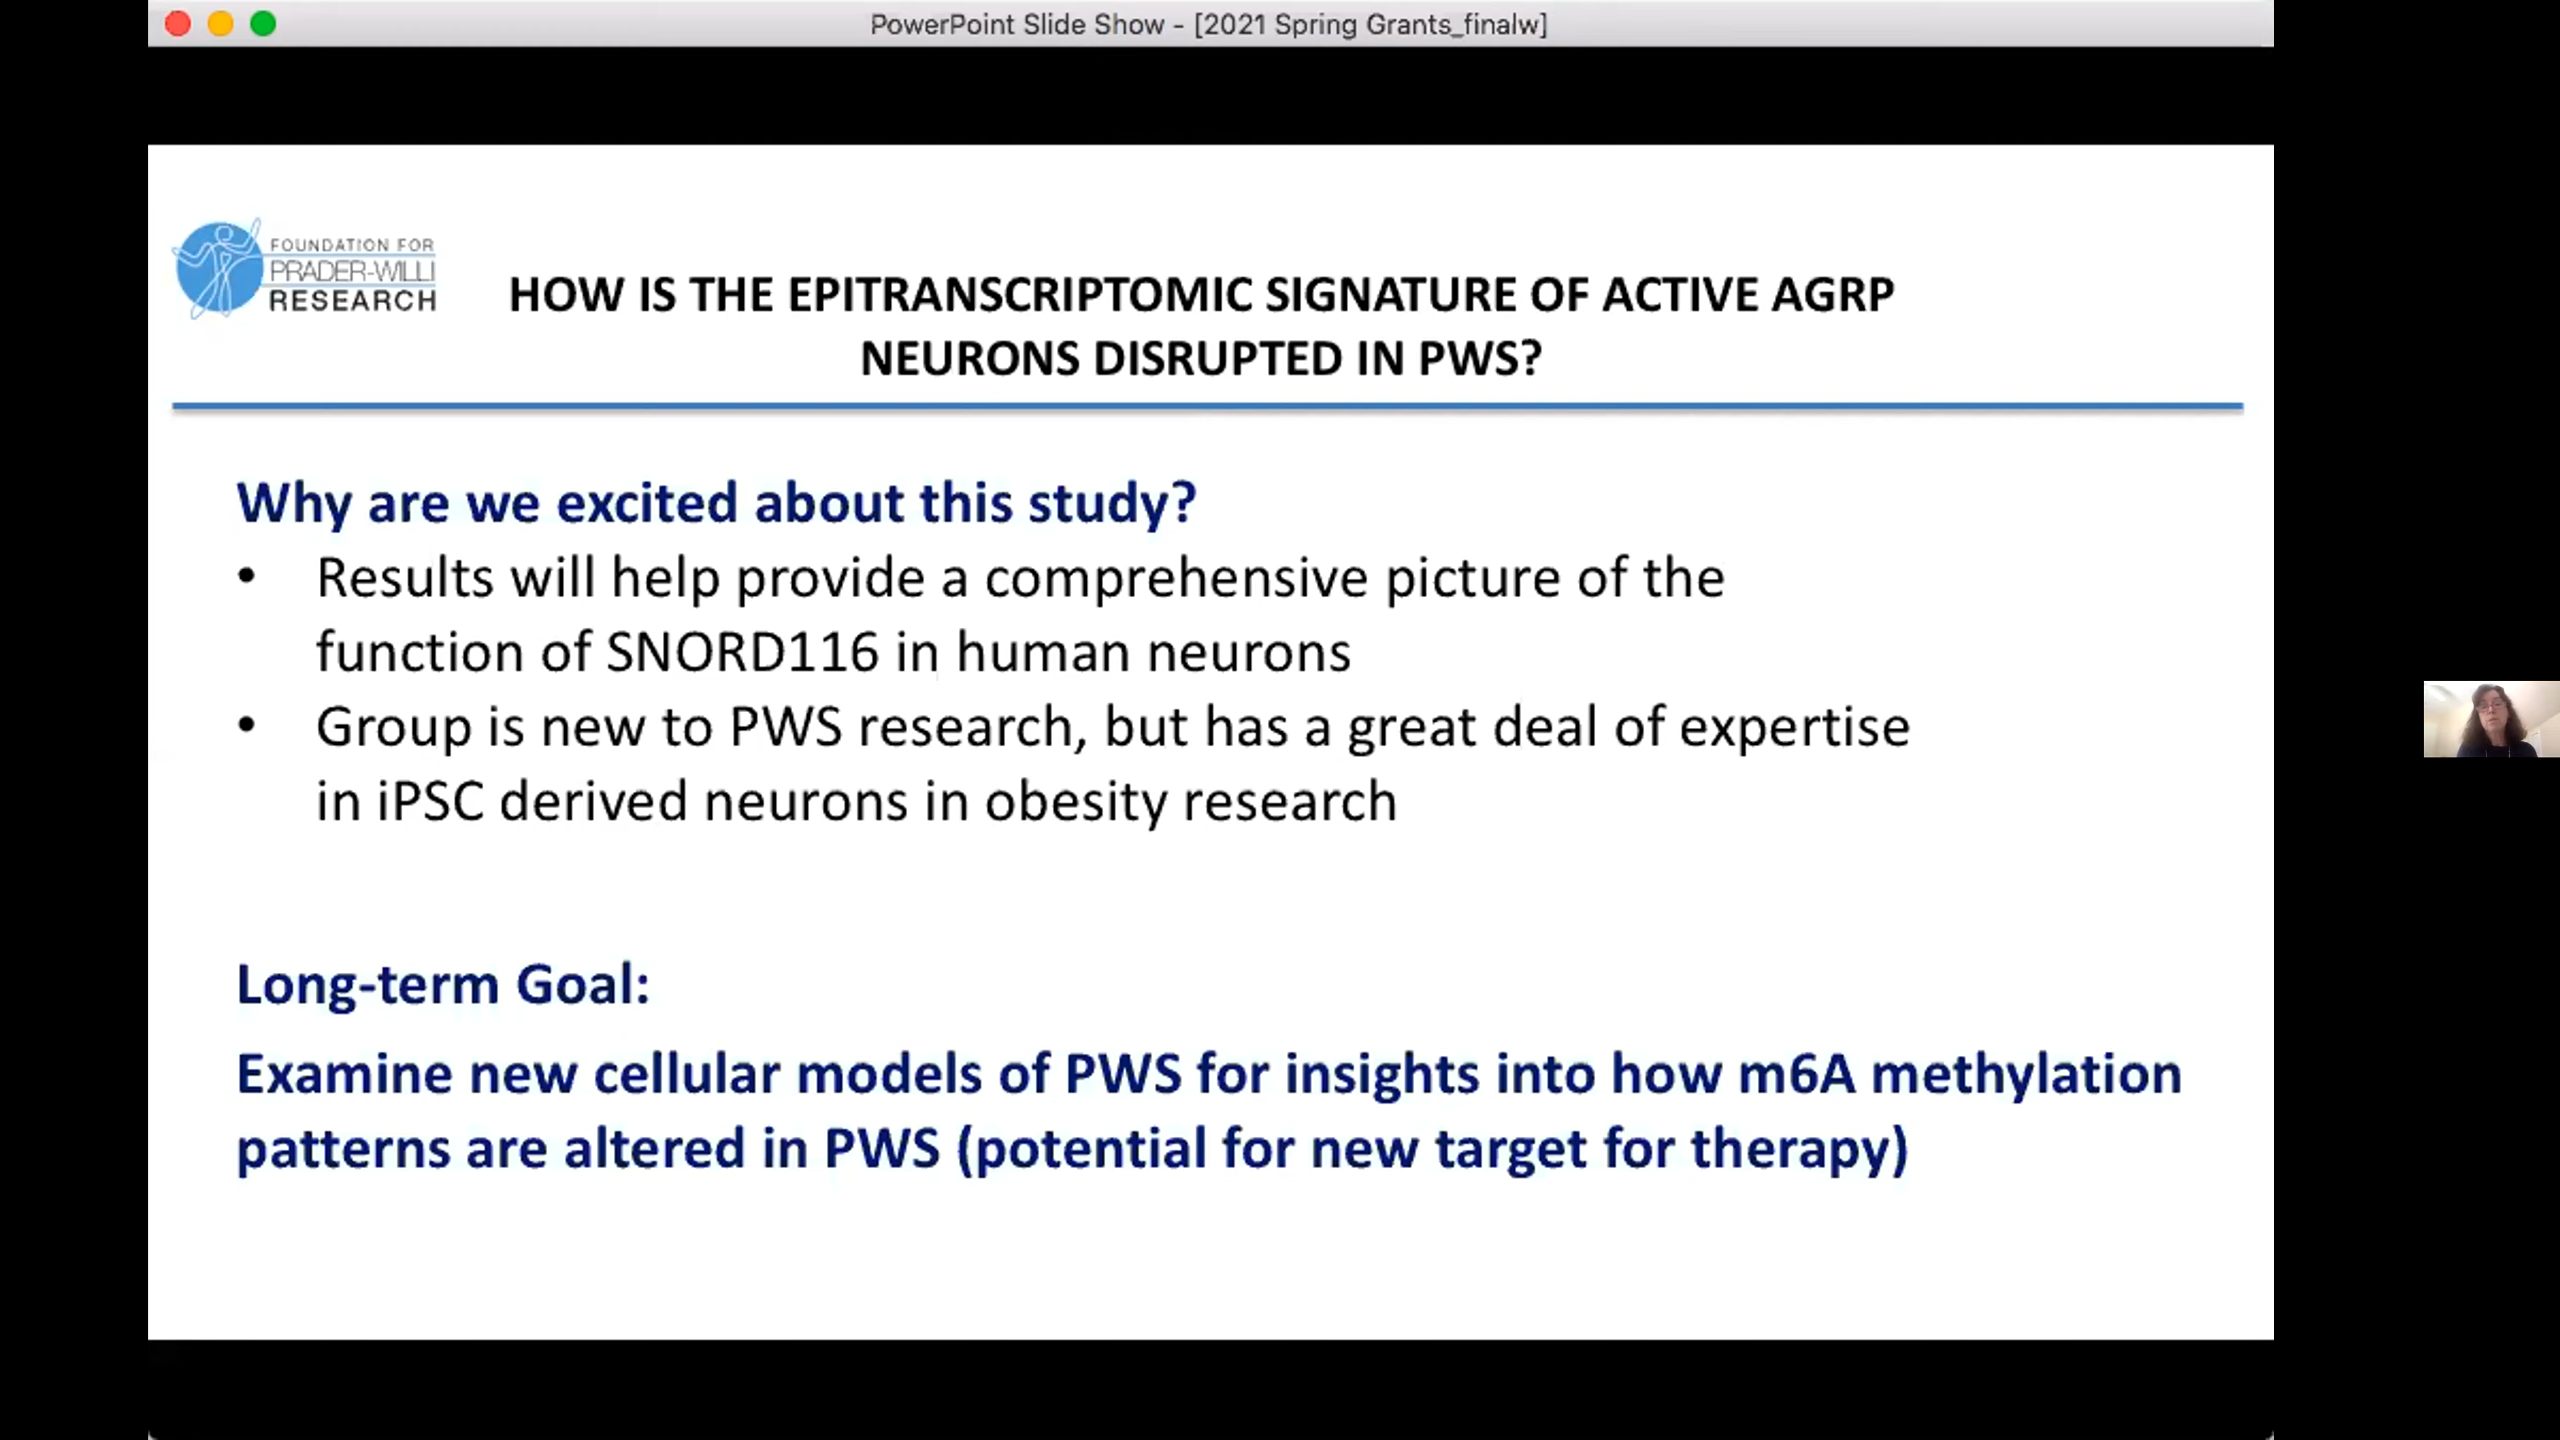 PowerPoint Slide Show - [2021 Spring Grants_finalw]
FOUNDATION FOR
PRADER-WILLI
RESEARCH
HOW IS THE EPITRANSCRIPTOMIC SIGNATURE OF ACTIVE AGRP
NEURONS DISRUPTED IN PWS?
Why are we excited about this study?
• Results will help provide a comprehensive picture of the
function of SNORD116 in human neurons
• Group is new to PWS research, but has a great deal of expertise
in iPSC derived neurons in obesity research
Long-term Goal:
Examine new cellular models of PWS for insights into how m6A methylation
patterns are altered in PWS (potential for new target for therapy)